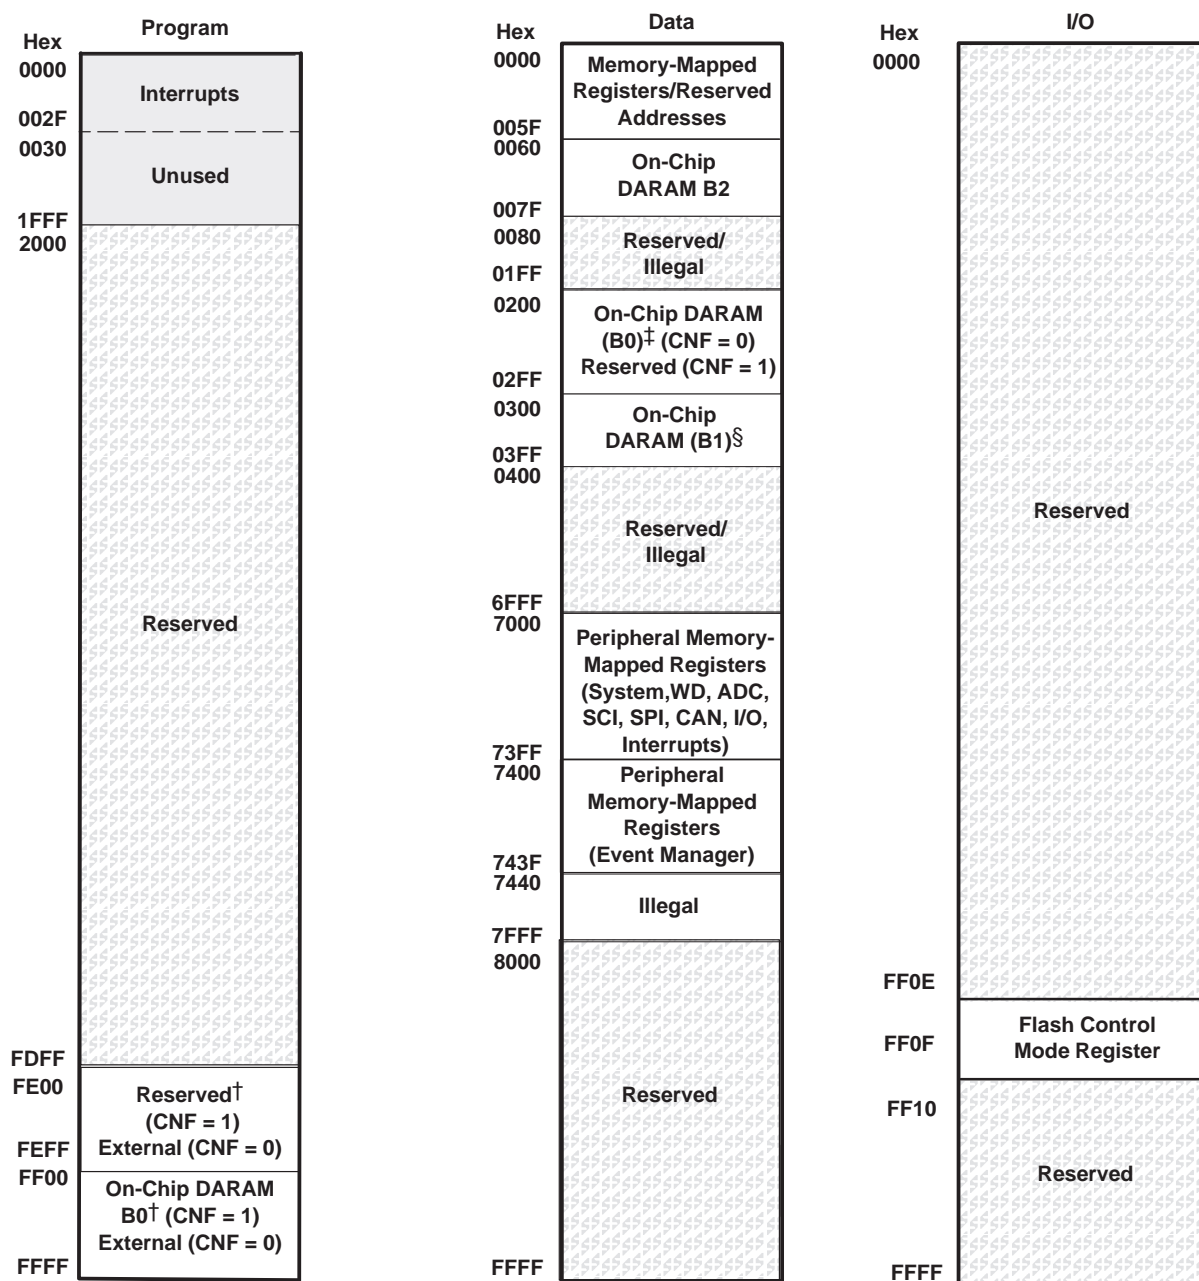 Program
Hex
0000
Interrupts
002F
0030
Unused
1FFF
2000
Reserved
FDFF
FE00
Reserved†
(CNF = 1)
External (CNF = 0)
FEFF
FF00
On-Chip DARAM
B0† (CNF = 1)
External (CNF = 0)
FFFF
Data
Hex
0000
Memory-Mapped
Registers/Reserved
Addresses
005F
0060
On-Chip
DARAM B2
007F
0080
Reserved/
Illegal
01FF
0200
On-Chip DARAM
(B0)‡ (CNF = 0)
Reserved (CNF = 1)
02FF
0300
On-Chip
DARAM (B1)§
03FF
0400
Reserved/
Illegal
6FFF
7000
Peripheral Memory-
Mapped Registers
(System,WD, ADC,
SCI, SPI, CAN, I/O,
Interrupts)
73FF
7400
Peripheral
Memory-Mapped
Registers
(Event Manager)
743F
7440
Illegal
7FFF
8000
Reserved
FFFF
I/O
Hex
0000
Reserved
FF0E
Flash Control
Mode Register
FF0F
FF10
Reserved
FFFF